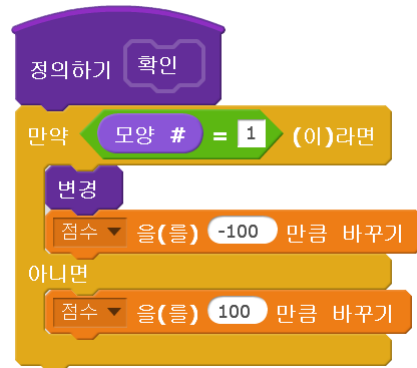 정의하기 확인
만약 모양 # = 1 (이)라면
변경
점수 을(를) -100 만큼 바꾸기
아니면
점수 을(를) 100 만큼 바꾸기